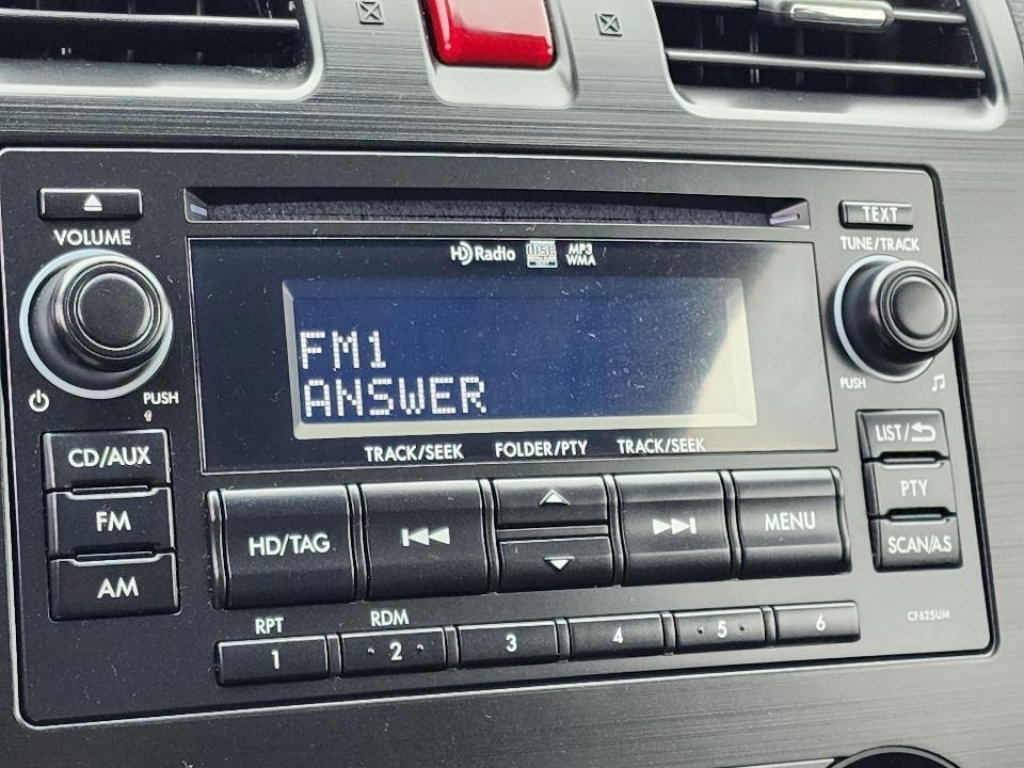 TEXT
VOLUME
HD Radio
disc
MP3
WMA
TUNE/TRACK
FM1
ANSWER
PUSH
PUSH
TRACK/SEEK
FOLDER/PTY
TRACK/SEEK
CD/AUX
FM
AM
HD/TAG
MENU
LIST/
PTY
SCAN/A.S
RPT
RDM
1
2
3
4
5
6
CF625UM